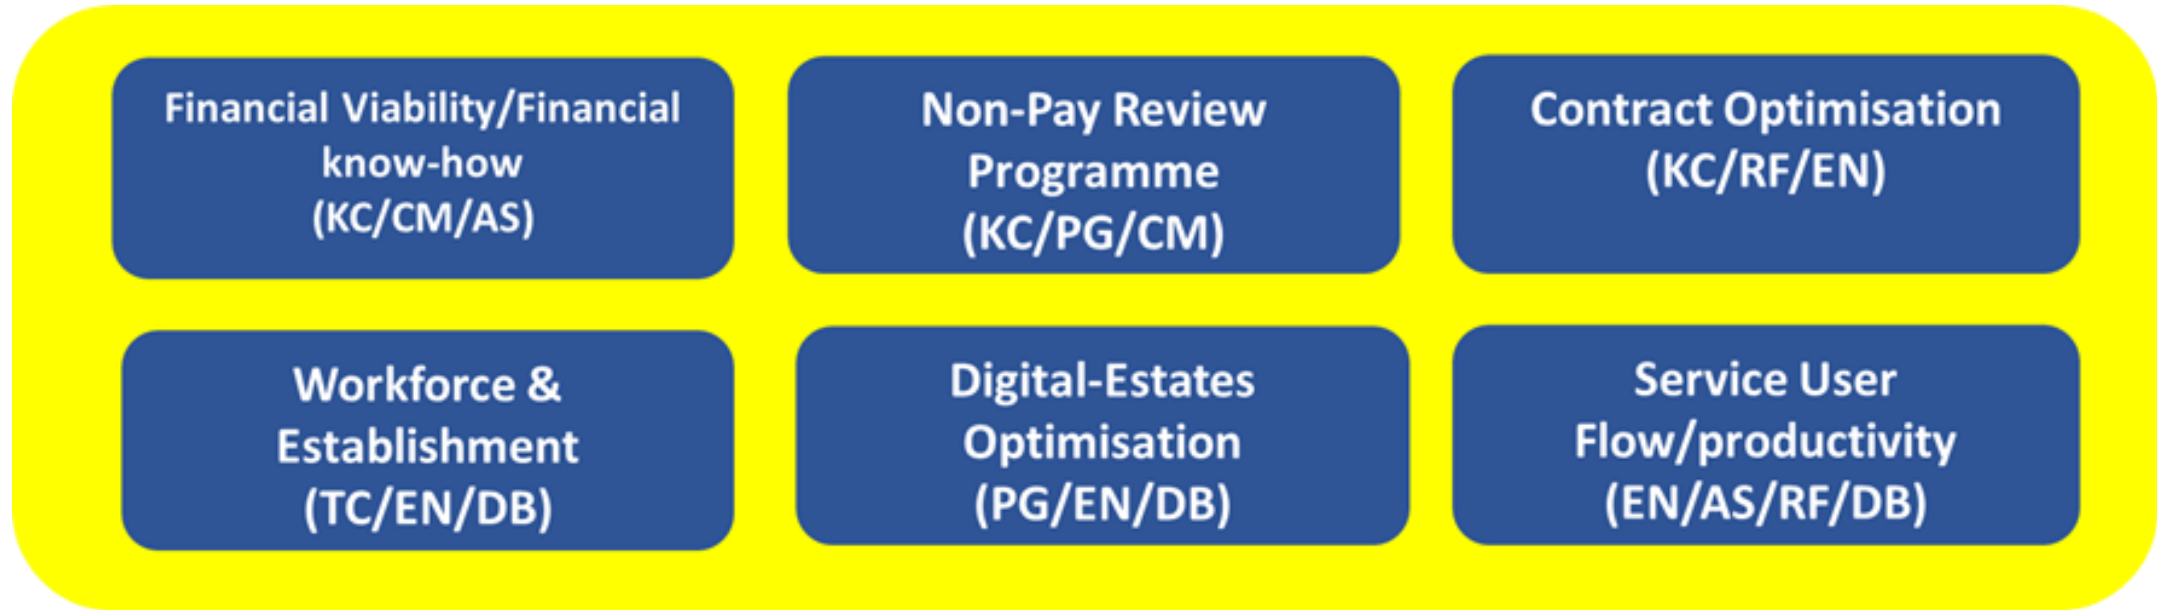 Financial Viability/Financial
know-how
(KC/CM/AS)
Non-Pay Review
Programme
(KC/PG/CM)
Contract Optimisation
(KC/RF/EN)
Workforce &
Establishment
(TC/EN/DB)
Digital-Estates
Optimisation
(PG/EN/DB)
Service User
Flow/productivity
(EN/AS/RF/DB)